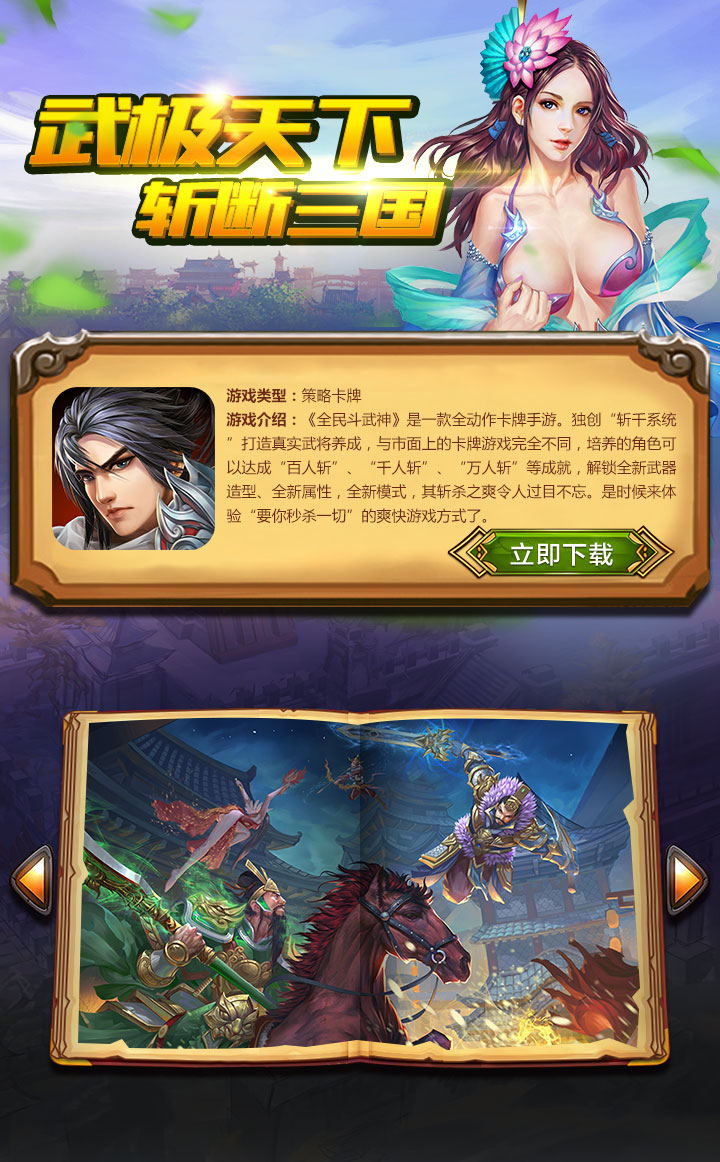 武极天下
斩断三国
游戏类型：策略卡牌
游戏介绍：《全民斗武神》是一款全动作卡牌手游。独创“斩千系统
”打造真实武将养成，与市面上的卡牌游戏完全不同，培养的角色可
以达成“百人斩”、“千人斩”、“万人斩”等成就，解锁全新武器
造型、全新属性，全新模式，其斩杀之爽令人过目不忘。是时候来体
验“要你秒杀一切”的爽快游戏方式了。
立即下载